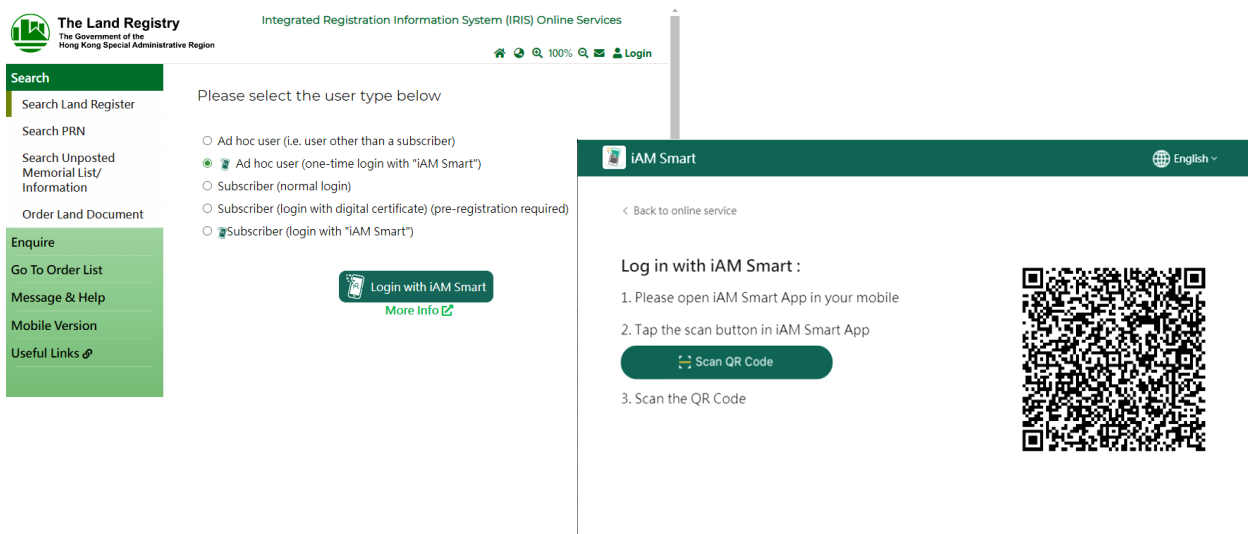 The Land Registry
The Government of the
Hong Kong Special Administrative Region
Integrated Registration Information System (IRIS) Online Services
100%
Login
Search
Search Land Register
Search PRN
Search Unposted
Memorial List/
Information
Order Land Document
Enquire
Go To Order List
Message & Help
Mobile Version
Useful Links
Please select the user type below
Ad hoc user (i.e. user other than a subscriber)
Ad hoc user (one-time login with "iAM Smart")
Subscriber (normal login)
Subscriber (login with digital certificate) (pre-registration required)
Subscriber (login with "iAM Smart")
Login with iAM Smart
More Info
iAM Smart
English
< Back to online service
Log in with iAM Smart :
1. Please open iAM Smart App in your mobile
2. Tap the scan button in iAM Smart App
Scan QR Code
3. Scan the QR Code